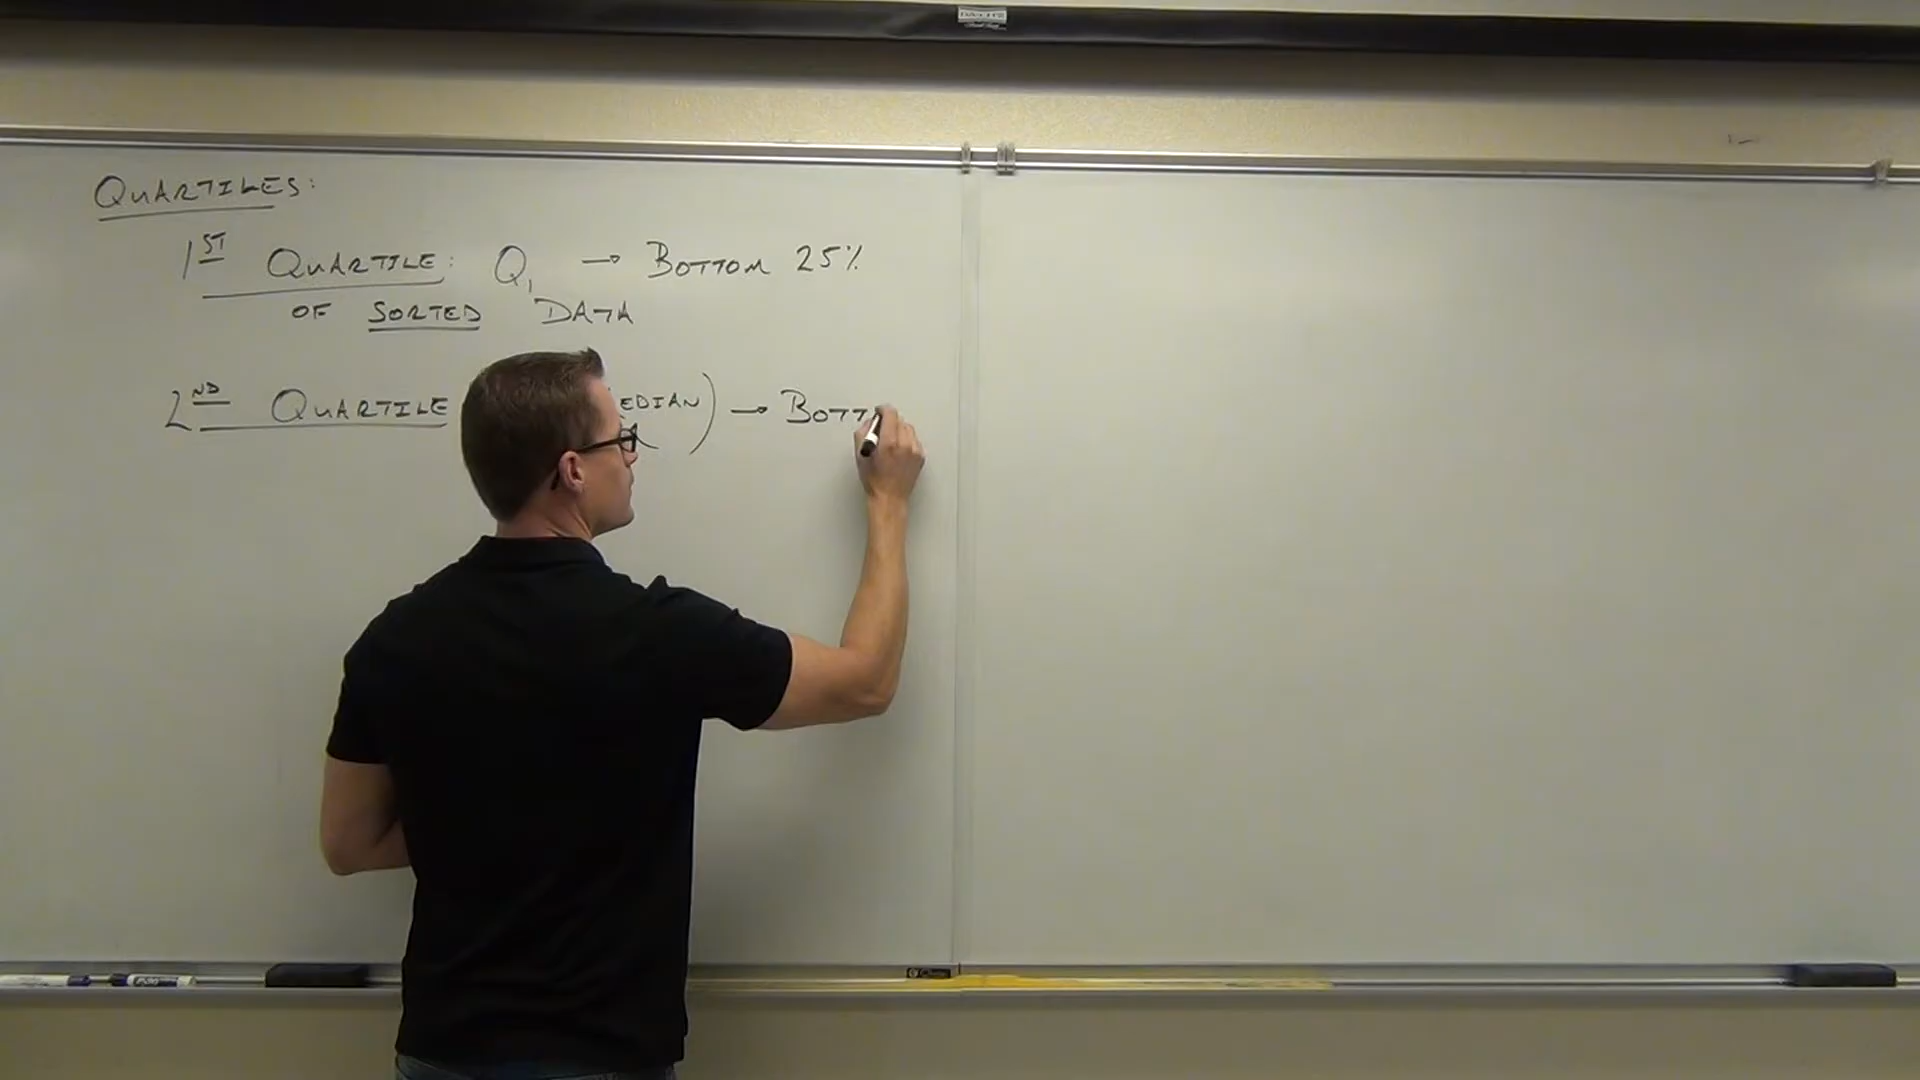 QUARTILES:
1ST QUARTILE: Q1 → BOTTOM 25%
OF SORTED DATA
2ND QUARTILE EDIAN) → BOTT